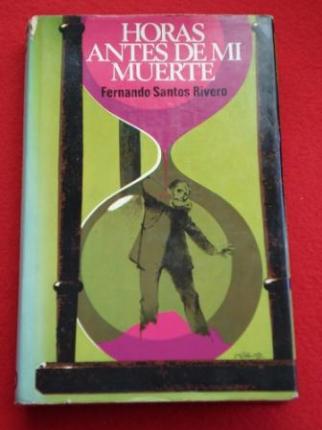 HORAS
ANTES DE MI
MUERTE
Fernando Santos Rivero